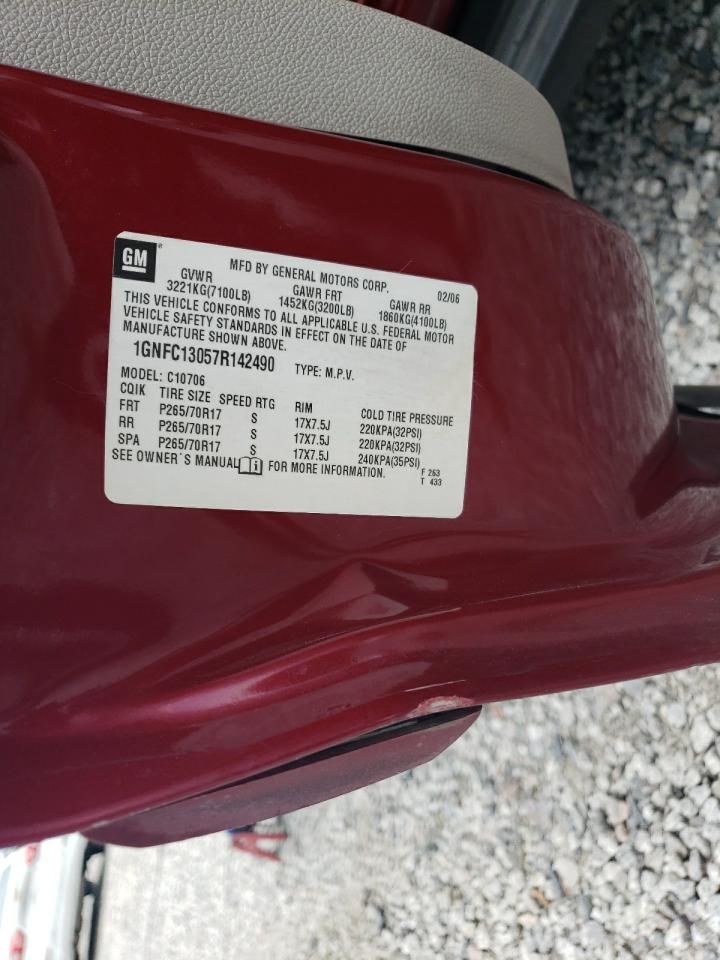 GM
MFD BY GENERAL MOTORS CORP. 02/06
GVWR GAWR FRT GAWR RR
3221KG(7100LB) 1452KG(3200LB) 1860KG(4100LB)
THIS VEHICLE CONFORMS TO ALL APPLICABLE U.S. FEDERAL MOTOR
VEHICLE SAFETY STANDARDS IN EFFECT ON THE DATE OF
MANUFACTURE SHOWN ABOVE.
1GNFC13057R142490 TYPE: M.P.V.
MODEL: C10706
CQIK TIRE SIZE SPEED RTG RIM COLD TIRE PRESSURE
FRT P265/70R17 S 17X7.5J 220KPA(32PSI)
RR P265/70R17 S 17X7.5J 220KPA(32PSI)
SPA P265/70R17 S 17X7.5J 240KPA(35PSI)
SEE OWNER`S MANUAL i FOR MORE INFORMATION. F 263
T 433